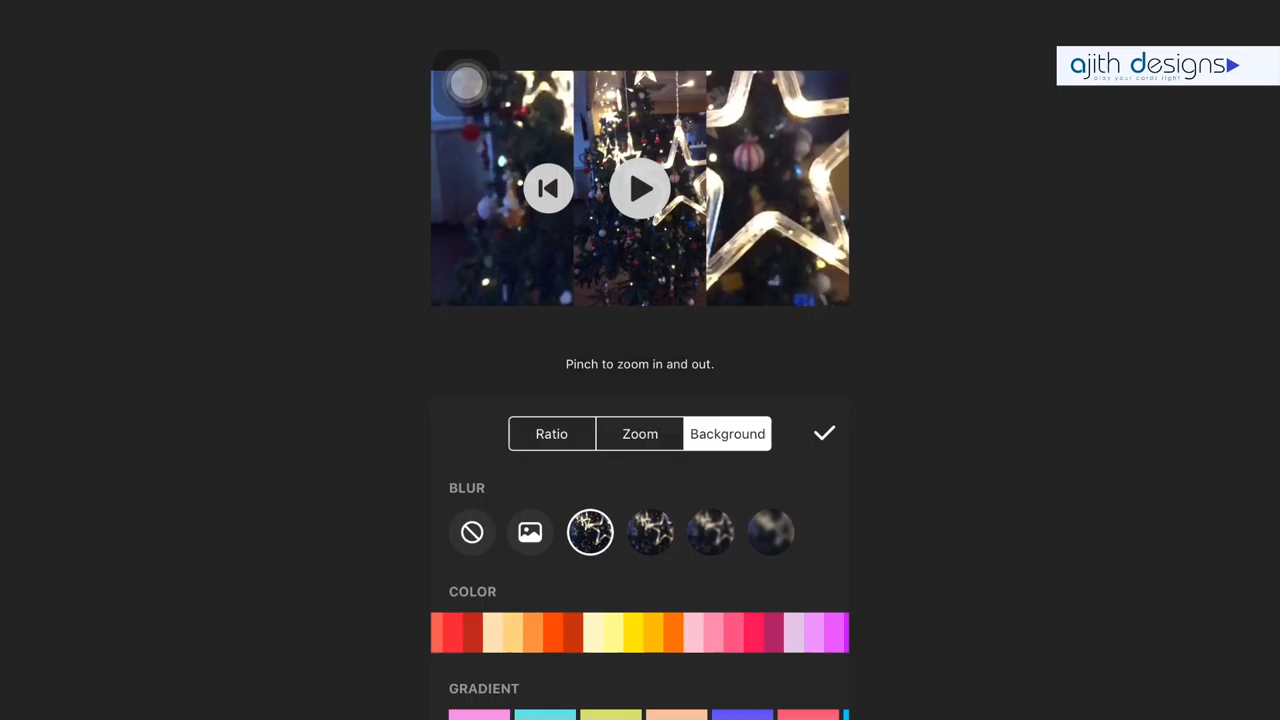 ajith designs
play your cards right
Pinch to zoom in and out.
Ratio
Zoom
Background
BLUR
COLOR
GRADIENT